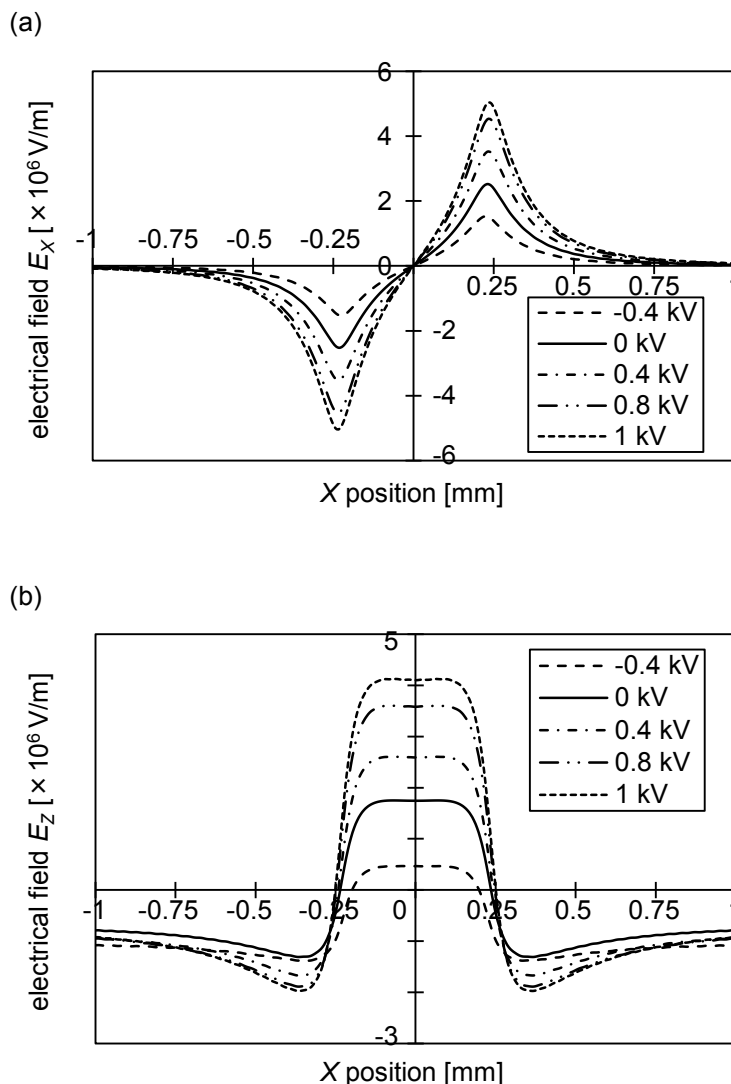 (a)
electrical field E_X [ × 10⁶ V/m]
6
4
2
-1 -0.75 -0.5 -0.25
0
0.25 0.5 0.75
-2
-4
-6
-0.4 kV
0 kV
0.4 kV
0.8 kV
1 kV
X position [mm]
(b)
electrical field E_Z [ × 10⁶ V/m]
5
-0.4 kV
0 kV
0.4 kV
0.8 kV
1 kV
-1 -0.75 -0.5 -0.25 0 0.25 0.5 0.75
-3
X position [mm]